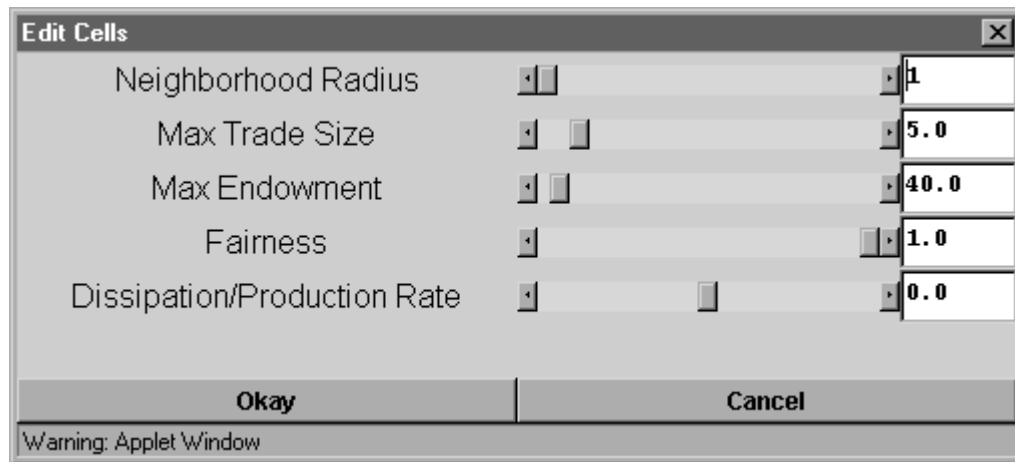 Edit Cells
Neighborhood Radius 1
Max Trade Size 5.0
Max Endowment 40.0
Fairness 1.0
Dissipation/Production Rate 0.0
Okay Cancel
Warning: Applet Window